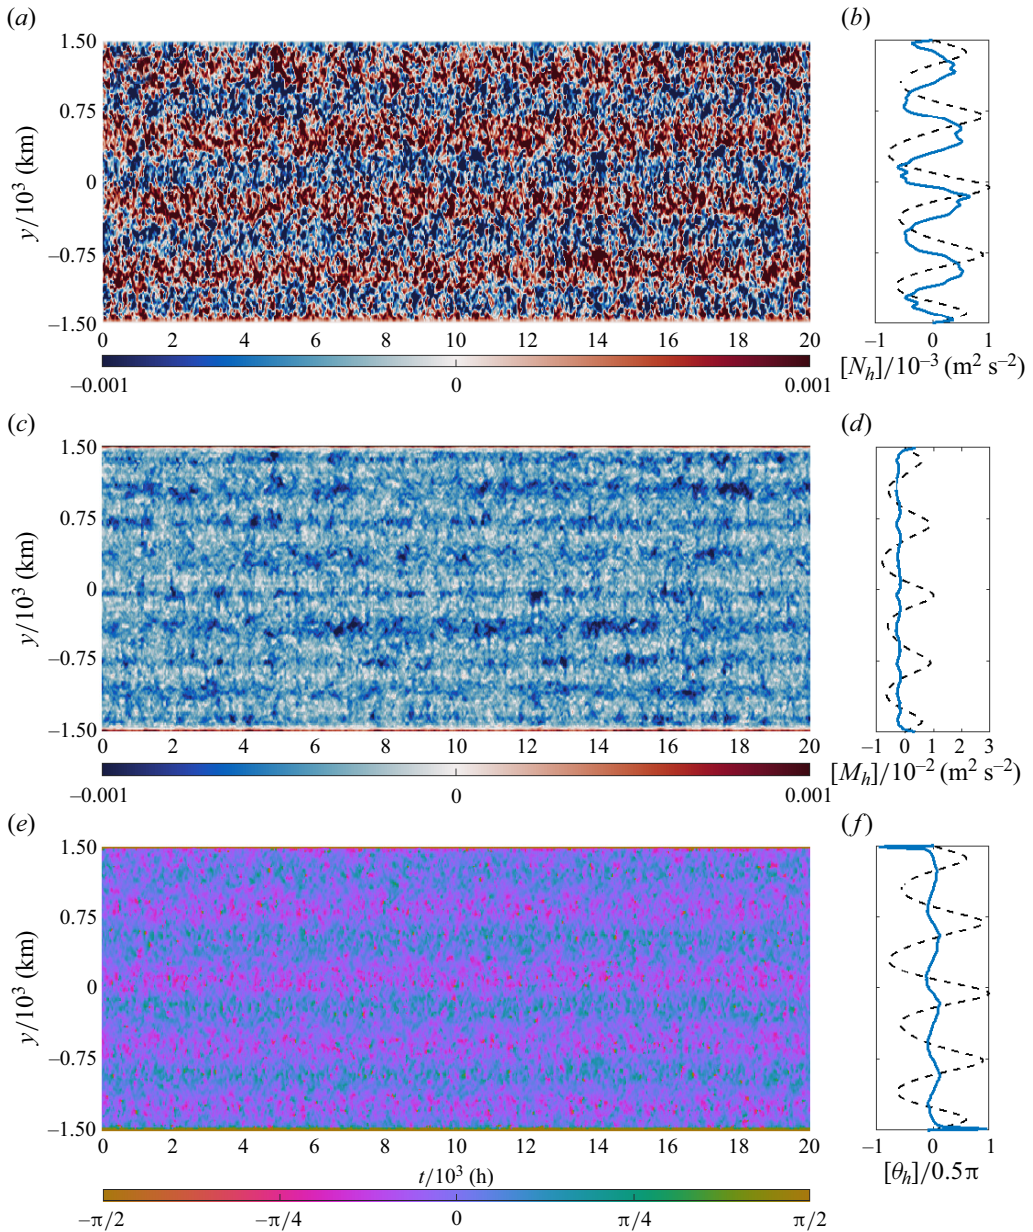 (a) (b)
1.50
0.75
0
–0.75
–1.50
y/10³ (km)
0 2 4 6 8 10 12 14 16 18 20
–1 0 1
–0.001 0 0.001
[N_h]/10⁻³ (m² s⁻²)
(c) (d)
1.50
0.75
0
–0.75
–1.50
y/10³ (km)
0 2 4 6 8 10 12 14 16 18 20
–1 0 1 2 3
–0.001 0 0.001
[M_h]/10⁻² (m² s⁻²)
(e) (f)
1.50
0.75
0
–0.75
–1.50
y/10³ (km)
0 2 4 6 8 10 12 14 16 18 20
–1 0 1
t/10³ (h)
[θ_h]/0.5π
–π/2 –π/4 0 π/4 π/2